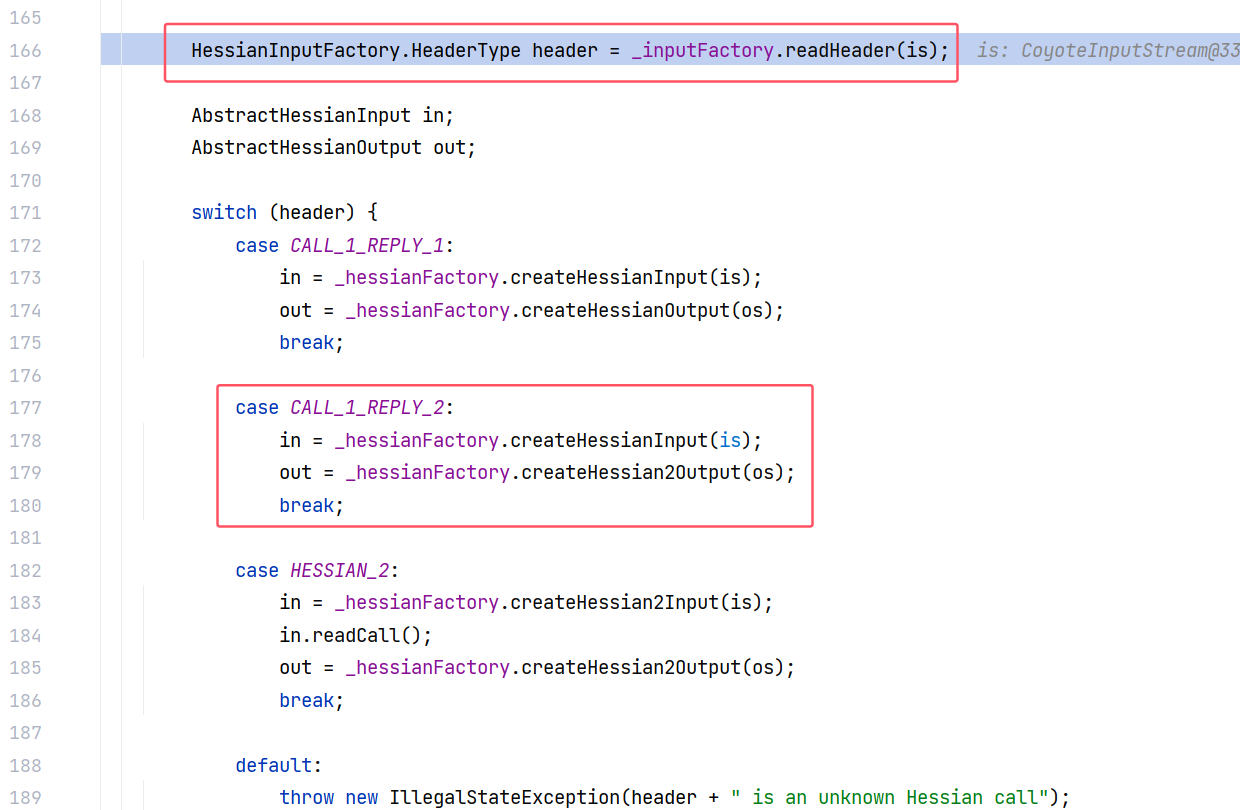 165
166 HessianInputFactory.HeaderType header = _inputFactory.readHeader(is); is: CoyoteInputStream@33
167
168 AbstractHessianInput in;
169 AbstractHessianOutput out;
170
171 switch (header) {
172 case CALL_1_REPLY_1:
173 in = _hessianFactory.createHessianInput(is);
174 out = _hessianFactory.createHessianOutput(os);
175 break;
176
177 case CALL_1_REPLY_2:
178 in = _hessianFactory.createHessianInput(is);
179 out = _hessianFactory.createHessian2Output(os);
180 break;
181
182 case HESSIAN_2:
183 in = _hessianFactory.createHessian2Input(is);
184 in.readCall();
185 out = _hessianFactory.createHessian2Output(os);
186 break;
187
188 default:
189 throw new IllegalStateException(header + " is an unknown Hessian call");